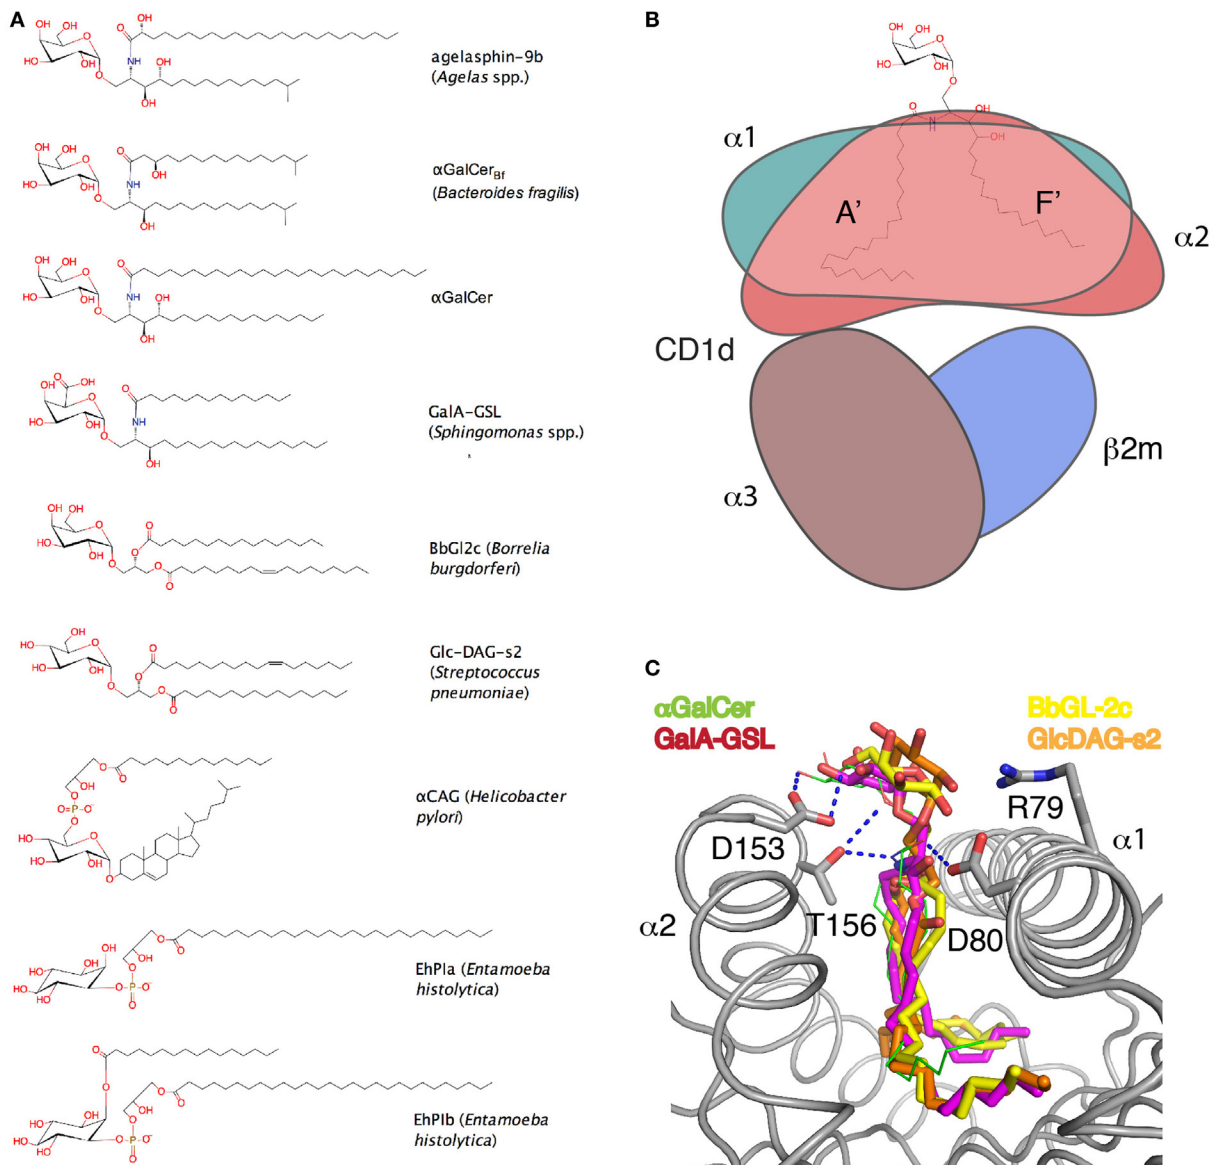 A
agelasphin-9b
(Agelas spp.)
αGalCerBf
(Bacteroides fragilis)
αGalCer
GalA-GSL
(Sphingomonas spp.)
BbGl2c (Borrelia
burgdorferi)
Glc-DAG-s2
(Streptococcus
pneumoniae)
αCAG (Helicobacter
pylori)
EhPIa (Entamoeba
histolytica)
EhPIb (Entamoeba
histolytica)
B
α1
A'
F'
α2
CD1d
α3
β2m
C
αGalCer
GalA-GSL
BbGL-2c
GlcDAG-s2
R79
D153
α1
α2
T156
D80